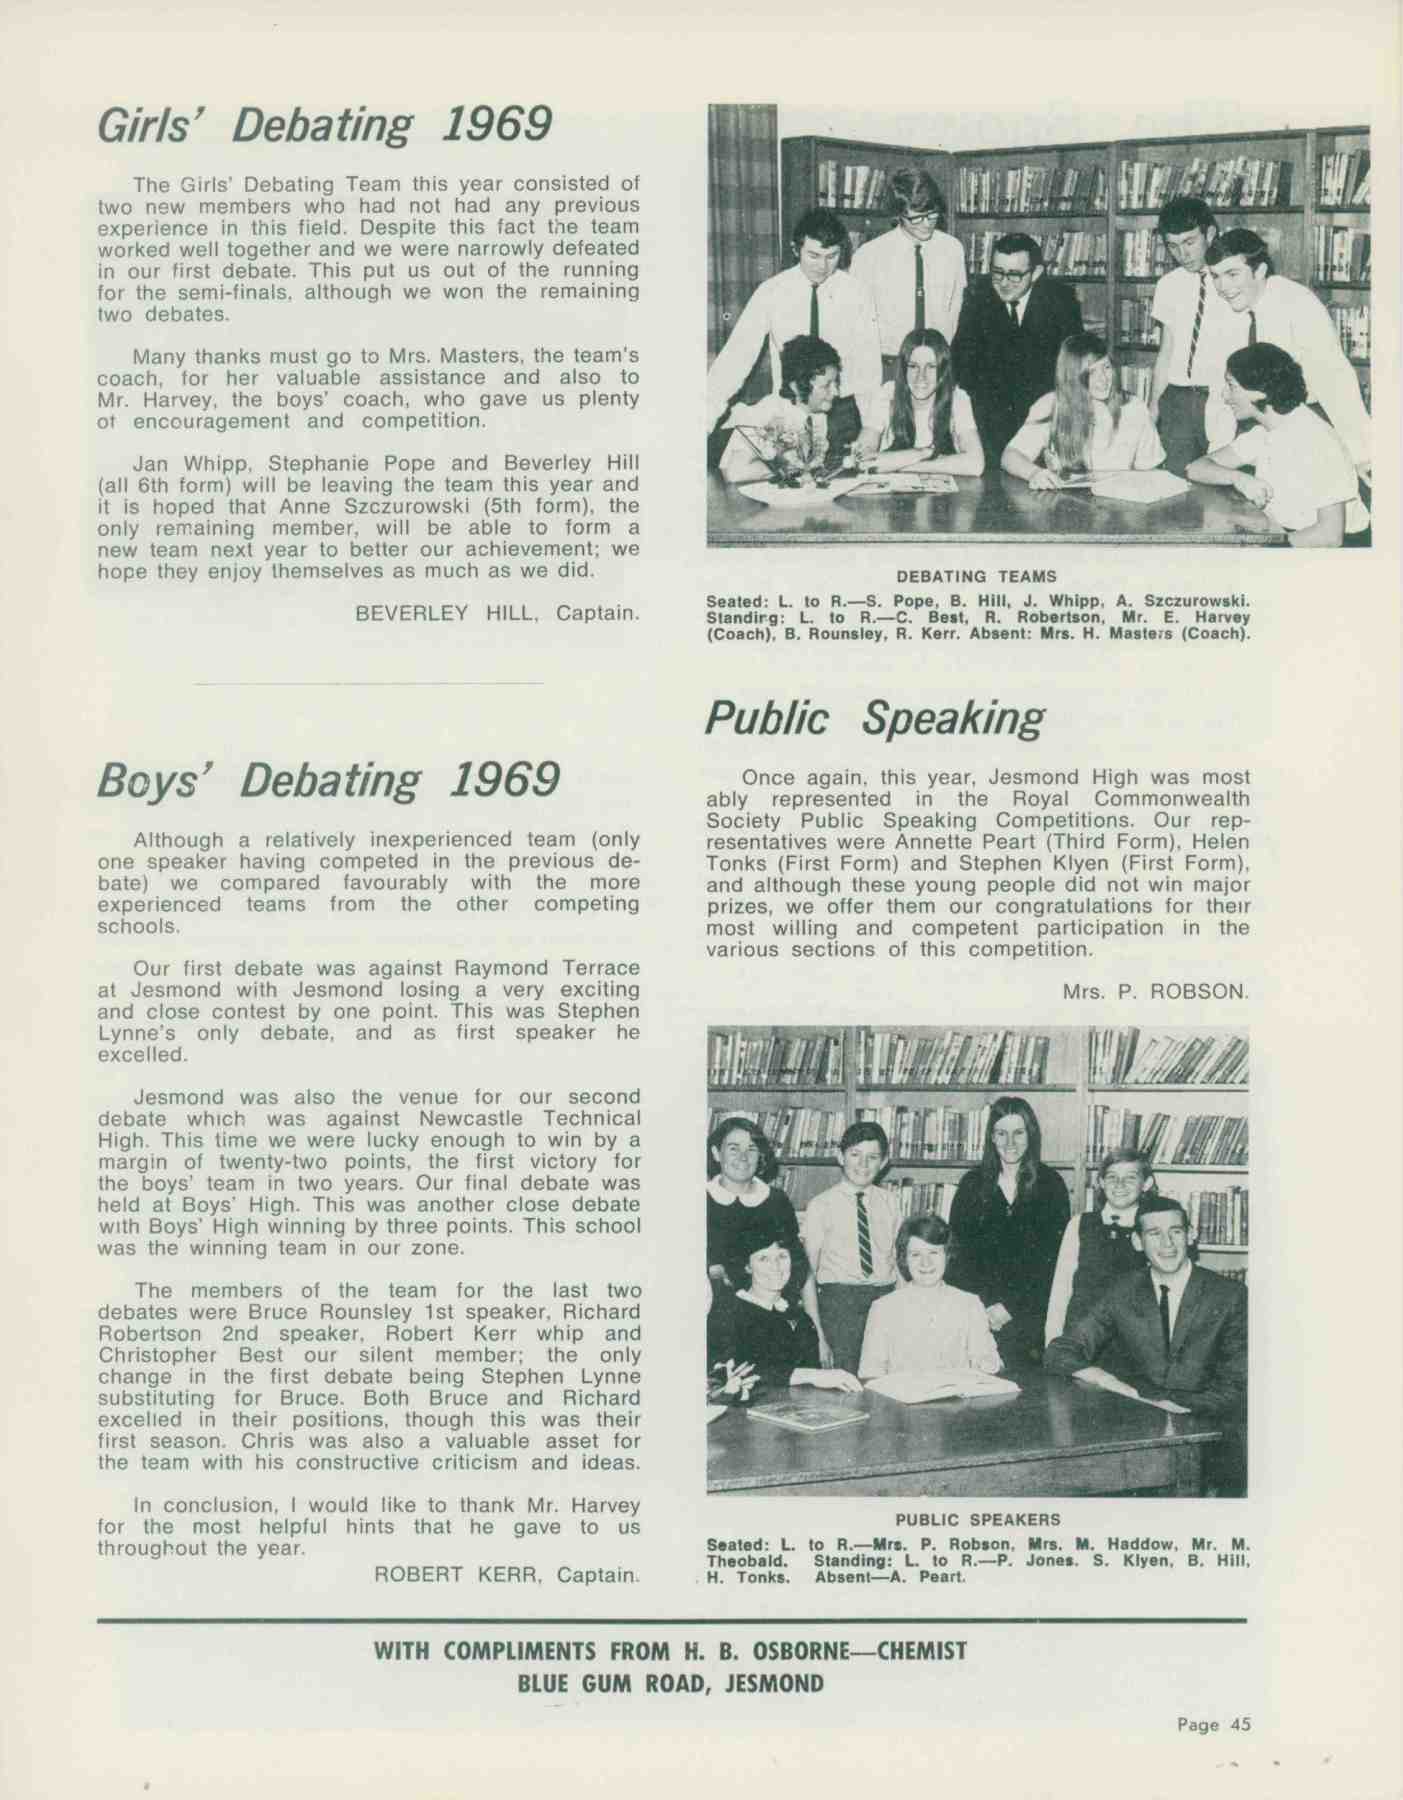 Girls' Debating 1969
The Girls' Debating Team this year consisted of
two new members who had not had any previous
experience in this field. Despite this fact the team
worked well together and we were narrowly defeated
in our first debate. This put us out of the running
for the semi-finals, although we won the remaining
two debates.
Many thanks must go to Mrs. Masters, the team's
coach, for her valuable assistance and also to
Mr. Harvey, the boys' coach, who gave us plenty
of encouragement and competition.
Jan Whipp, Stephanie Pope and Beverley Hill
(all 6th form) will be leaving the team this year and
it is hoped that Anne Szczurowski (5th form), the
only remaining member, will be able to form a
new team next year to better our achievement; we
hope they enjoy themselves as much as we did.
BEVERLEY HILL, Captain.
Boys' Debating 1969
Although a relatively inexperienced team (only
one speaker having competed in the previous de-
bate) we compared favourably with the more
experienced teams from the other competing
schools.
Our first debate was against Raymond Terrace
at Jesmond with Jesmond losing a very exciting
and close contest by one point. This was Stephen
Lynne's only debate, and as first speaker he
excelled.
Jesmond was also the venue for our second
debate which was against Newcastle Technical
High. This time we were lucky enough to win by a
margin of twenty-two points, the first victory for
the boys' team in two years. Our final debate was
held at Boys' High. This was another close debate
with Boys' High winning by three points. This school
was the winning team in our zone.
The members of the team for the last two
debates were Bruce Rounsley 1st speaker, Richard
Robertson 2nd speaker, Robert Kerr whip and
Christopher Best our silent member; the only
change in the first debate being Stephen Lynne
substituting for Bruce. Both Bruce and Richard
excelled in their positions, though this was their
first season. Chris was also a valuable asset for
the team with his constructive criticism and ideas.
In conclusion, I would like to thank Mr. Harvey
for the most helpful hints that he gave to us
throughout the year.
ROBERT KERR, Captain.
DEBATING TEAMS
Seated: L. to R.—S. Pope, B. Hill, J. Whipp, A. Szczurowski.
Standing: L. to R.—C. Best, R. Robertson, Mr. E. Harvey
(Coach), B. Rounsley, R. Kerr. Absent: Mrs. H. Masters (Coach).
Public Speaking
Once again, this year, Jesmond High was most
ably represented in the Royal Commonwealth
Society Public Speaking Competitions. Our rep-
resentatives were Annette Peart (Third Form), Helen
Tonks (First Form) and Stephen Klyen (First Form),
and although these young people did not win major
prizes, we offer them our congratulations for their
most willing and competent participation in the
various sections of this competition.
Mrs. P. ROBSON.
PUBLIC SPEAKERS
Seated: L. to R.—Mrs. P. Robson, Mrs. M. Haddow, Mr. M.
Theobald. Standing: L. to R.—P. Jones. S. Klyen, B. Hill,
H. Tonks. Absent—A. Peart.
WITH COMPLIMENTS FROM H. B. OSBORNE—CHEMIST
BLUE GUM ROAD, JESMOND
Page 45